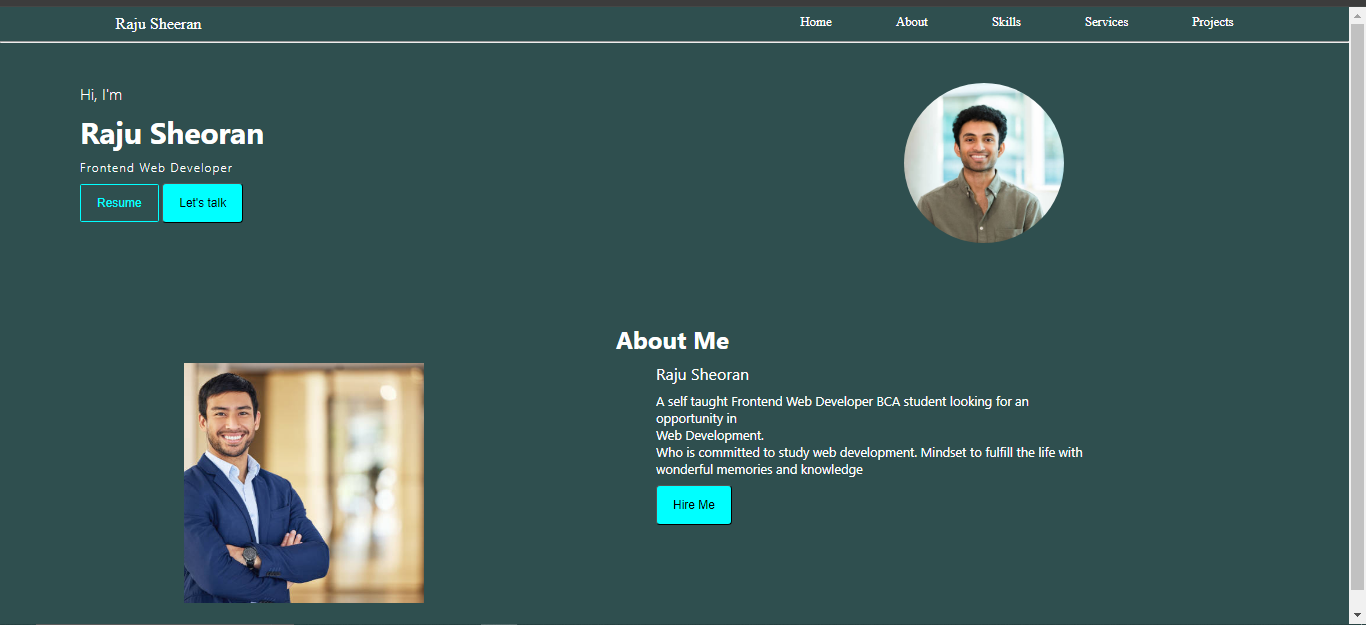 Raju Sheeran
Home
About
Skills
Services
Projects
Hi, I'm
Raju Sheoran
Frontend Web Developer
Resume
Let's talk
About Me
Raju Sheoran
A self taught Frontend Web Developer BCA student looking for an
opportunity in
Web Development.
Who is committed to study web development. Mindset to fulfill the life with
wonderful memories and knowledge
Hire Me